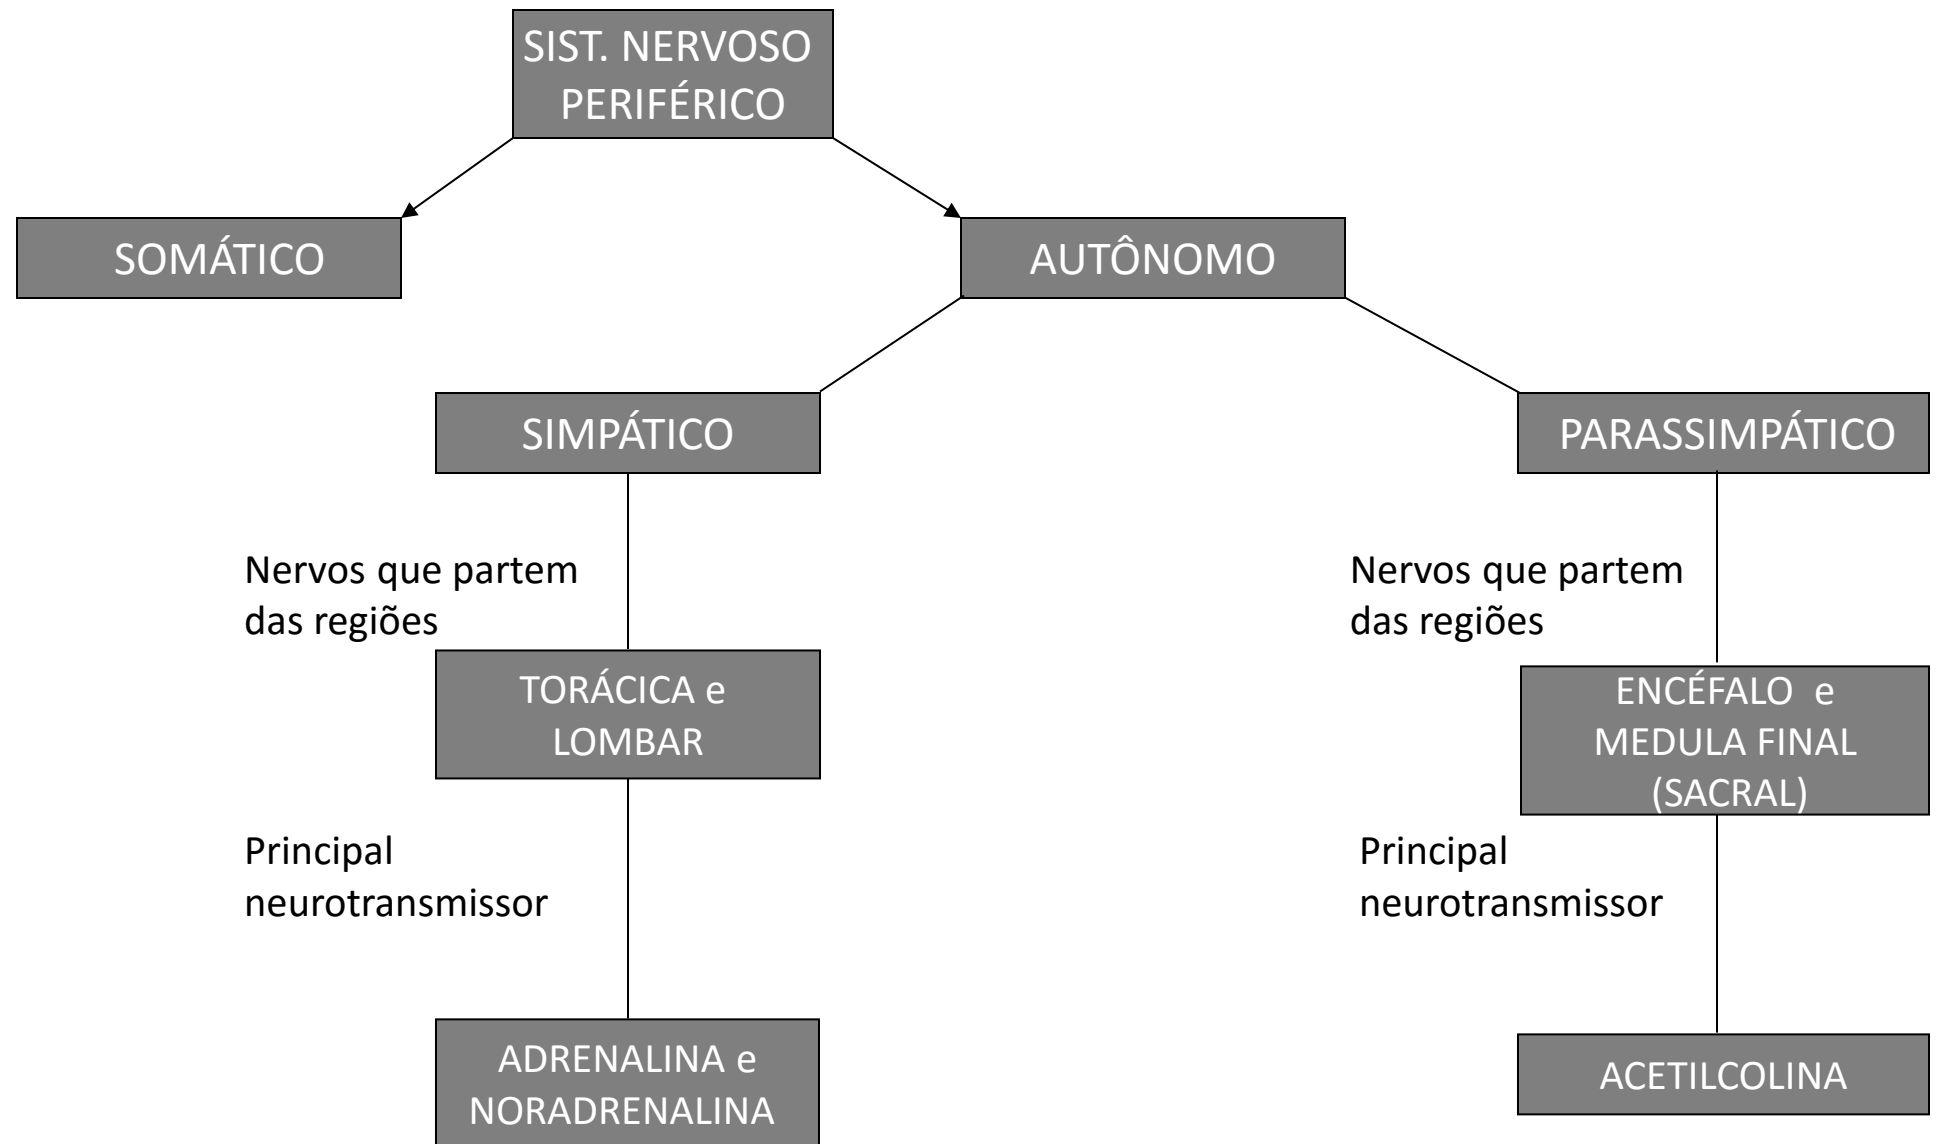 SIST. NERVOSO
PERIFÉRICO
SOMÁTICO
AUTÔNOMO
SIMPÁTICO
PARASSIMPÁTICO
Nervos que partem
das regiões
Nervos que partem
das regiões
TORÁCICA e
LOMBAR
ENCÉFALO e
MEDULA FINAL
(SACRAL)
Principal
neurotransmissor
Principal
neurotransmissor
ADRENALINA e
NORADRENALINA
ACETILCOLINA